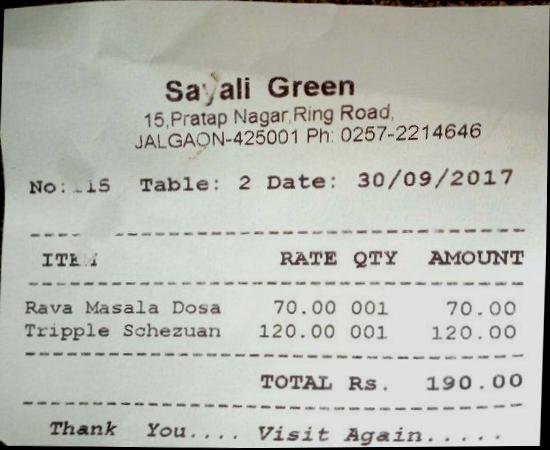 Sayali Green
15,Pratap Nagar,Ring Road,
JALGAON-425001 Ph: 0257-2214646
No: Table: 2 Date: 30/09/2017
ITEM RATE QTY AMOUNT
Rava Masala Dosa 70.00 001 70.00
Tripple Schezuan 120.00 001 120.00
TOTAL Rs. 190.00
Thank You.... Visit Again.....